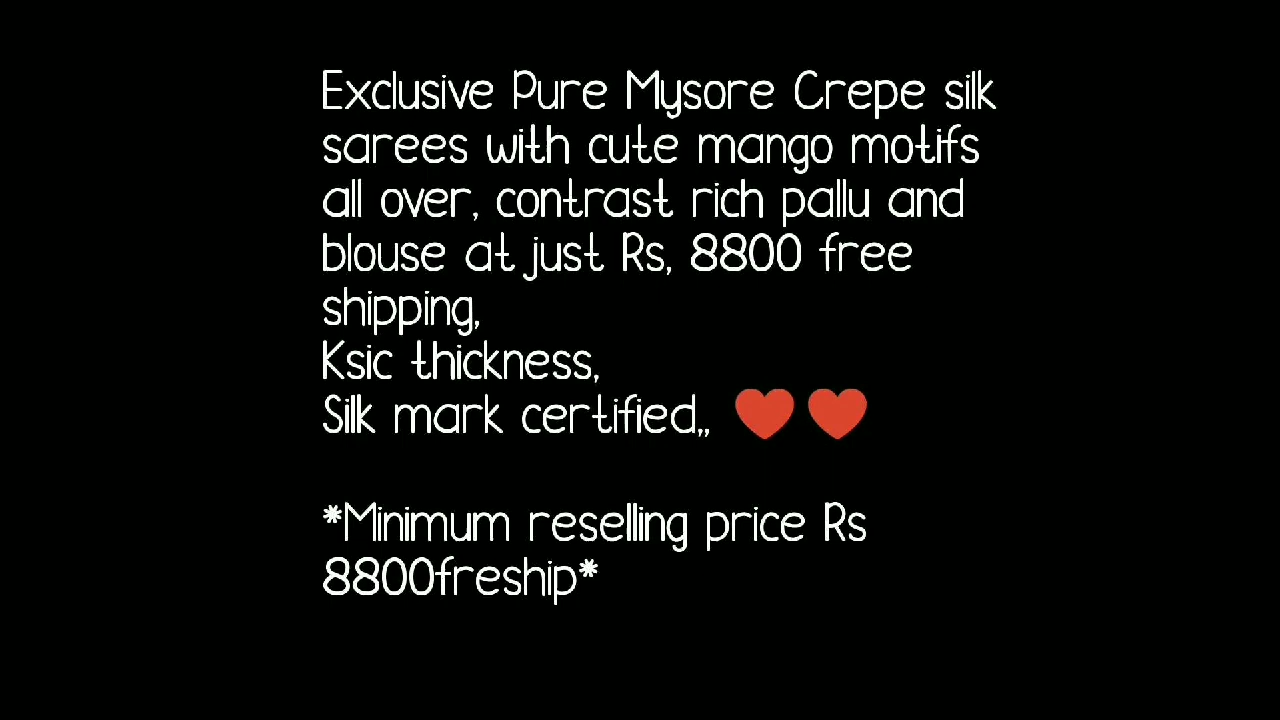 Exclusive Pure Mysore Crepe silk
sarees with cute mango motifs
all over, contrast rich pallu and
blouse at just Rs, 8800 free
shipping,
Ksic thickness,
Silk mark certified,, ♥♥
*Minimum reselling price Rs
8800freship*